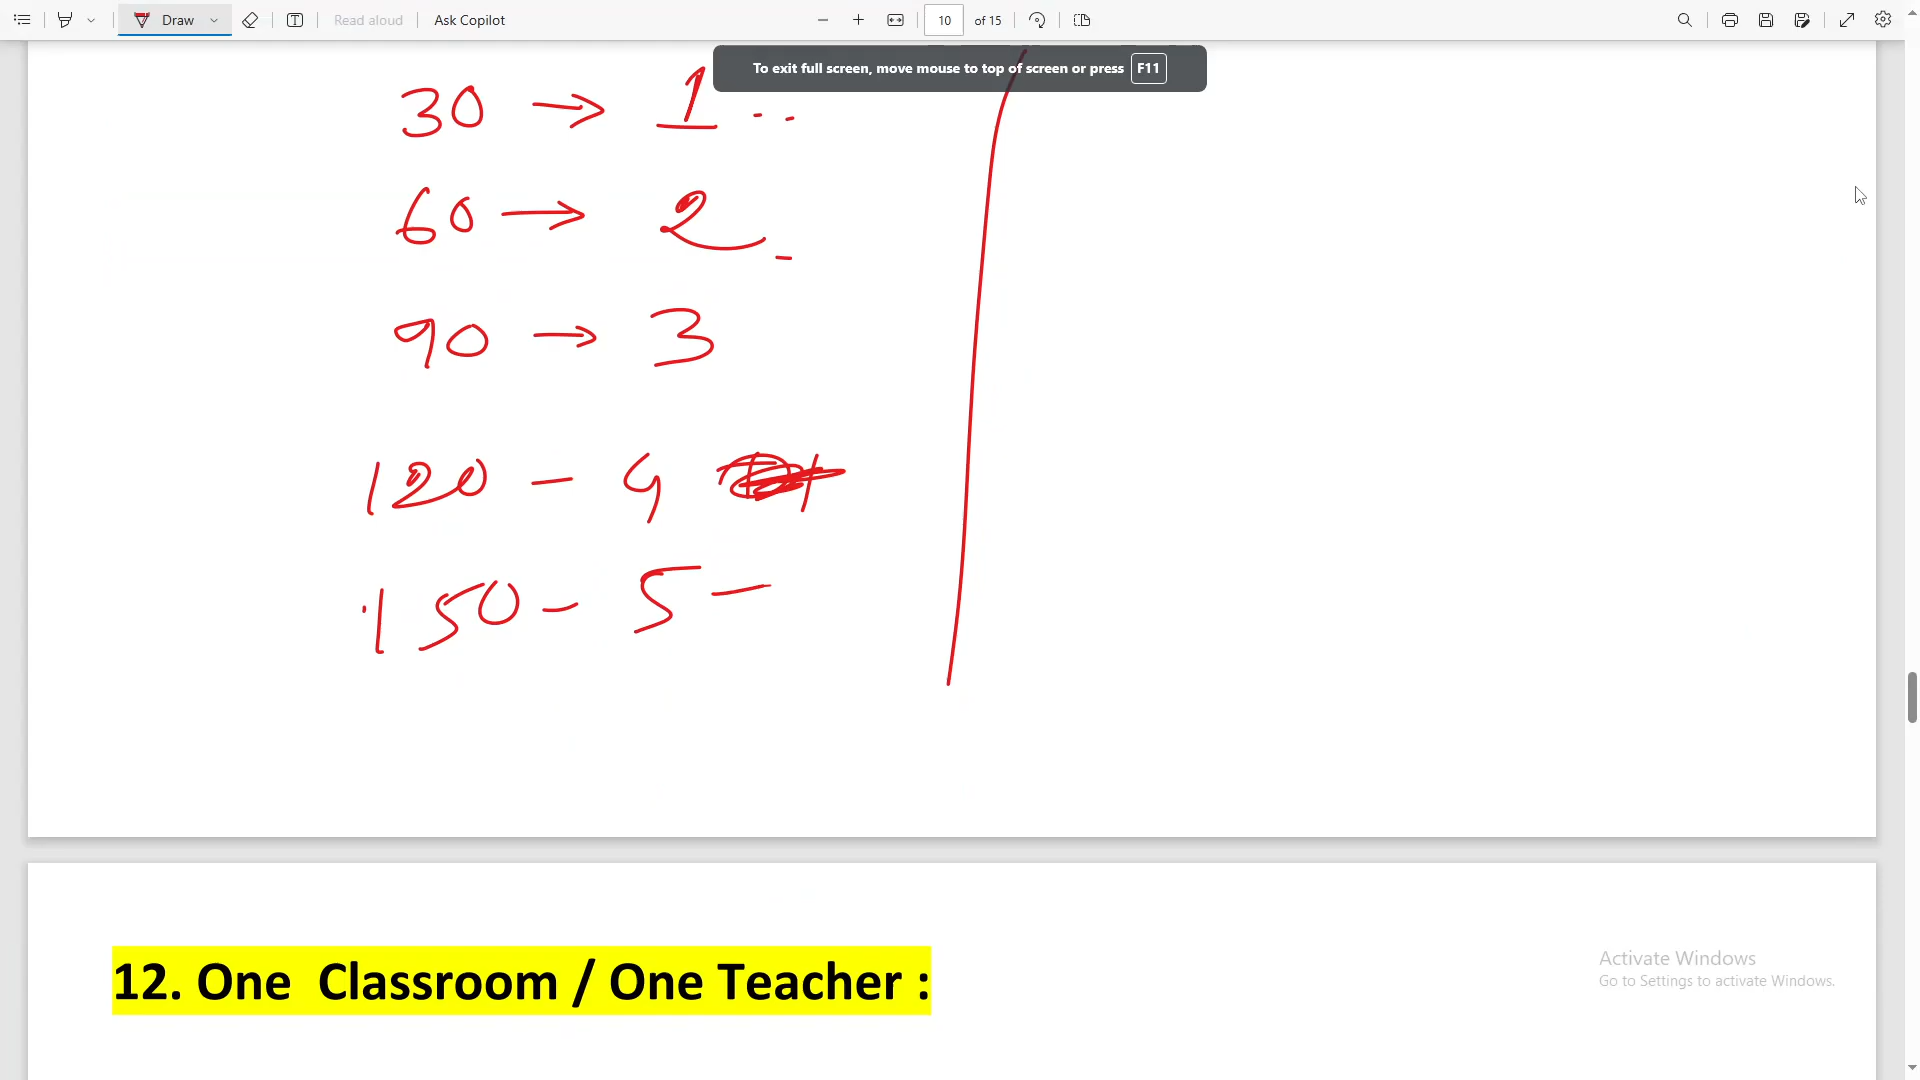 Draw
Read aloud
Ask Copilot
10 of 15
To exit full screen, move mouse to top of screen or press F11
30 → 1 ..
60 → 2 -
90 → 3
120 - 4
150 - 5 -
12. One Classroom / One Teacher :
Activate Windows
Go to Settings to activate Windows.